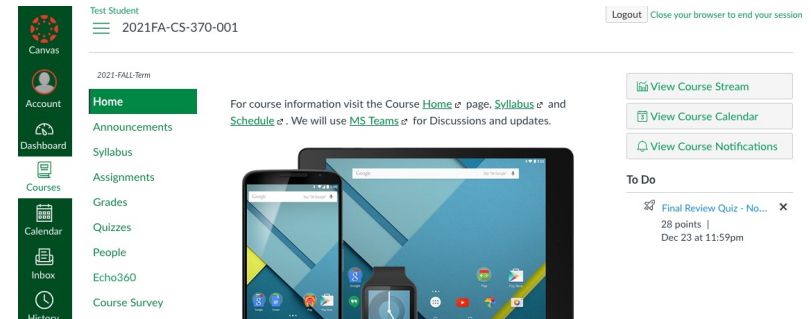 Test Student
2021FA-CS-370-001
Logout Close your browser to end your session
Canvas
Account
Dashboard
Courses
Calendar
Inbox
History
2021-FALL-Term
Home
Announcements
Syllabus
Assignments
Grades
Quizzes
People
Echo360
Course Survey
For course information visit the Course Home page, Syllabus and
Schedule. We will use MS Teams for Discussions and updates.
Google
Google
View Course Stream
View Course Calendar
View Course Notifications
To Do
Final Review Quiz - No...
28 points |
Dec 23 at 11:59pm